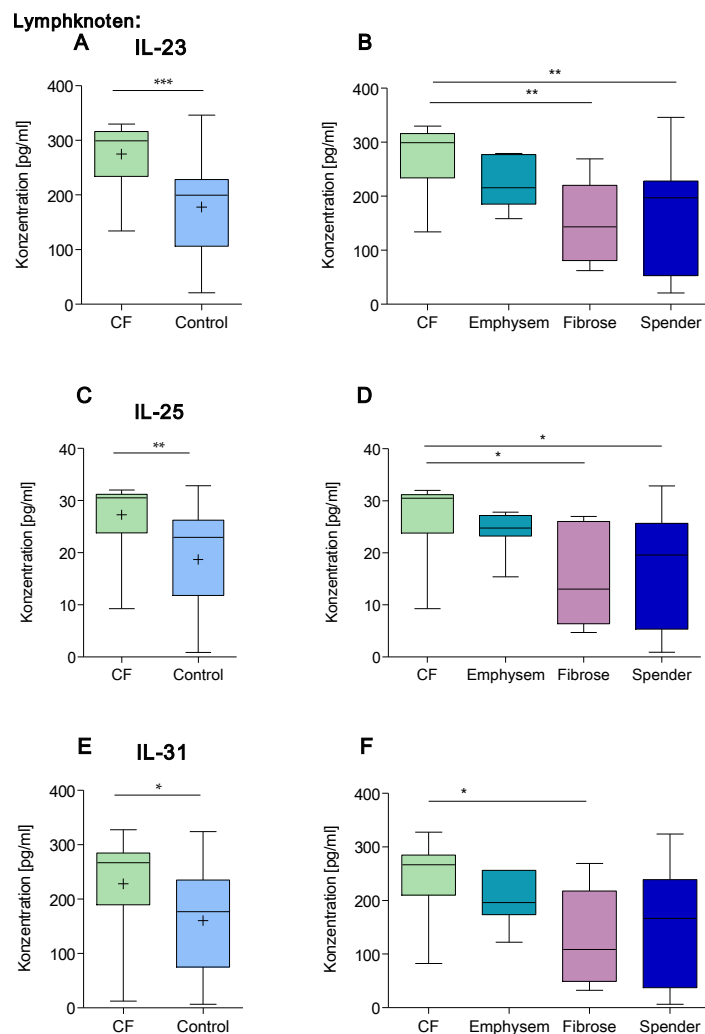 Lymphknoten:
A IL-23
B
***
**
**
400
300
200
100
0
Konzentration [pg/ml]
CF Control
400
300
200
100
0
Konzentration [pg/ml]
CF Emphysem Fibrose Spender
C IL-25
D
**
*
*
40
30
20
10
0
Konzentration [pg/ml]
CF Control
40
30
20
10
0
Konzentration [pg/ml]
CF Emphysem Fibrose Spender
E IL-31
F
*
*
400
300
200
100
0
Konzentration [pg/ml]
CF Control
400
300
200
100
0
Konzentration [pg/ml]
CF Emphysem Fibrose Spender